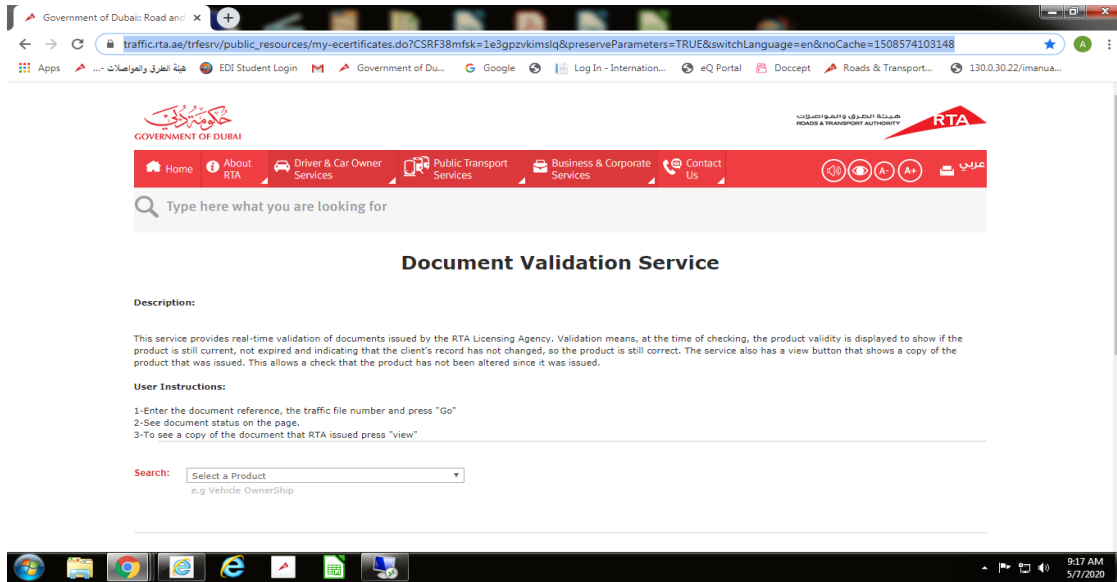 Government of Dubai: Road and
traffic.rta.ae/trfesrv/public_resources/my-ecertificates.do?CSRF38mfsk=1e3gpzvkimslq&preserveParameters=TRUE&switchLanguage=en&noCache=1508574103148
A
Apps
هيئة الطرق والمواصلات -...
EDI Student Login
Government of Du...
Google
Log In - Internation...
eQ Portal
Doccept
Roads & Transport...
130.0.30.22/imanua...
حكومة دبي
GOVERNMENT OF DUBAI
هيئة الطرق والمواصلات
ROADS & TRANSPORT AUTHORITY
RTA
Home
About RTA
Driver & Car Owner Services
Public Transport Services
Business & Corporate Services
Contact Us
A-
A+
عربي
Type here what you are looking for
Document Validation Service
Description:
This service provides real-time validation of documents issued by the RTA Licensing Agency. Validation means, at the time of checking, the product validity is displayed to show if the
product is still current, not expired and indicating that the client's record has not changed, so the product is still correct. The service also has a view button that shows a copy of the
product that was issued. This allows a check that the product has not been altered since it was issued.
User Instructions:
1-Enter the document reference, the traffic file number and press "Go"
2-See document status on the page.
3-To see a copy of the document that RTA issued press "view"
Search:
Select a Product
e.g Vehicle OwnerShip
9:17 AM
5/7/2020